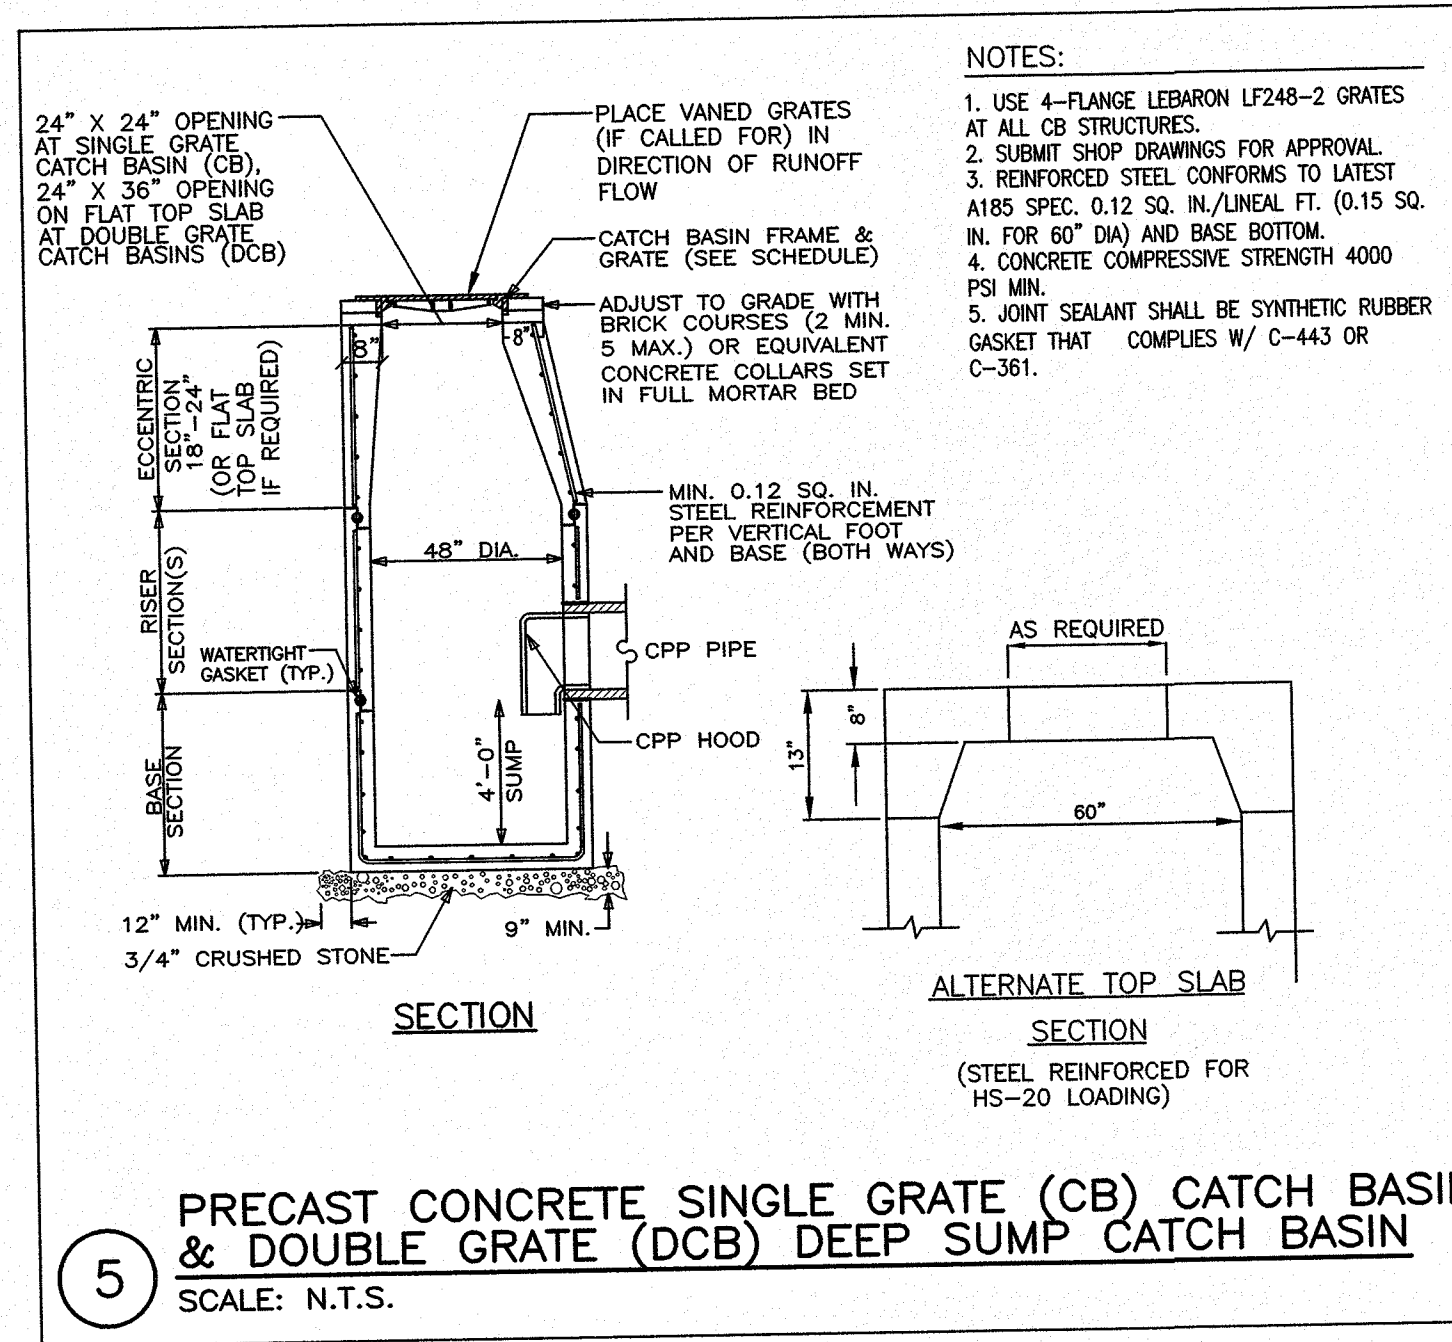 24" X 24" OPENING
AT SINGLE GRATE
CATCH BASIN (CB),
24" X 36" OPENING
ON FLAT TOP SLAB
AT DOUBLE GRATE
CATCH BASINS (DCB)
PLACE VANED GRATES
(IF CALLED FOR) IN
DIRECTION OF RUNOFF
FLOW
CATCH BASIN FRAME &
GRATE (SEE SCHEDULE)
ADJUST TO GRADE WITH
BRICK COURSES (2 MIN.
5 MAX.) OR EQUIVALENT
CONCRETE COLLARS SET
IN FULL MORTAR BED
8"
8"
ECCENTRIC
SECTION
18"-24"
(OR FLAT
TOP SLAB
IF REQUIRED)
MIN. 0.12 SQ. IN.
STEEL REINFORCEMENT
PER VERTICAL FOOT
AND BASE (BOTH WAYS)
48" DIA.
RISER
SECTION(S)
WATERTIGHT
GASKET (TYP.)
CPP PIPE
CPP HOOD
4'-0"
SUMP
BASE
SECTION
12" MIN. (TYP.)
9" MIN.
3/4" CRUSHED STONE
SECTION
NOTES:
1. USE 4-FLANGE LEBARON LF248-2 GRATES
AT ALL CB STRUCTURES.
2. SUBMIT SHOP DRAWINGS FOR APPROVAL.
3. REINFORCED STEEL CONFORMS TO LATEST
A185 SPEC. 0.12 SQ. IN./LINEAL FT. (0.15 SQ.
IN. FOR 60" DIA) AND BASE BOTTOM.
4. CONCRETE COMPRESSIVE STRENGTH 4000
PSI MIN.
5. JOINT SEALANT SHALL BE SYNTHETIC RUBBER
GASKET THAT COMPLIES W/ C-443 OR
C-361.
AS REQUIRED
8"
13"
60"
ALTERNATE TOP SLAB
SECTION
(STEEL REINFORCED FOR
HS-20 LOADING)
5
PRECAST CONCRETE SINGLE GRATE (CB) CATCH BASI
& DOUBLE GRATE (DCB) DEEP SUMP CATCH BASIN
SCALE: N.T.S.